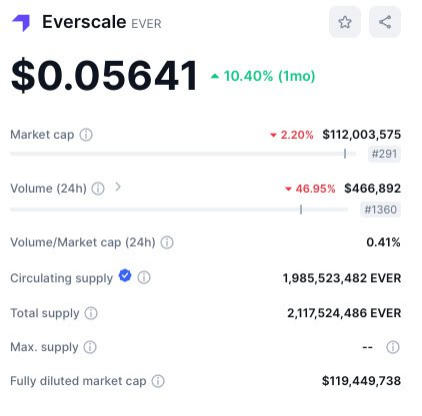 Everscale EVER
$0.05641 10.40% (1mo)
Market cap 2.20% $112,003,575
#291
Volume (24h) 46.95% $466,892
#1360
Volume/Market cap (24h) 0.41%
Circulating supply 1,985,523,482 EVER
Total supply 2,117,524,486 EVER
Max. supply --
Fully diluted market cap $119,449,738